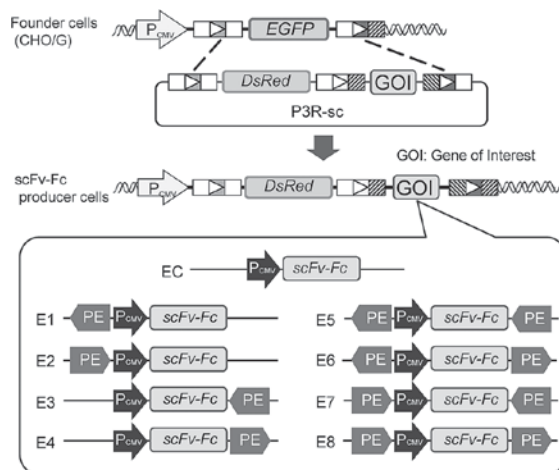 Founder cells
(CHO/G)
PCMV
EGFP
DsRed
GOI
P3R-sc
GOI: Gene of Interest
scFv-Fc
producer cells
PCMV
DsRed
GOI
EC PCMV scFv-Fc
E1 PE PCMV scFv-Fc
E5 PE PCMV scFv-Fc PE
E2 PE PCMV scFv-Fc
E6 PE PCMV scFv-Fc PE
E3 PCMV scFv-Fc PE
E7 PE PCMV scFv-Fc PE
E4 PCMV scFv-Fc PE
E8 PE PCMV scFv-Fc PE